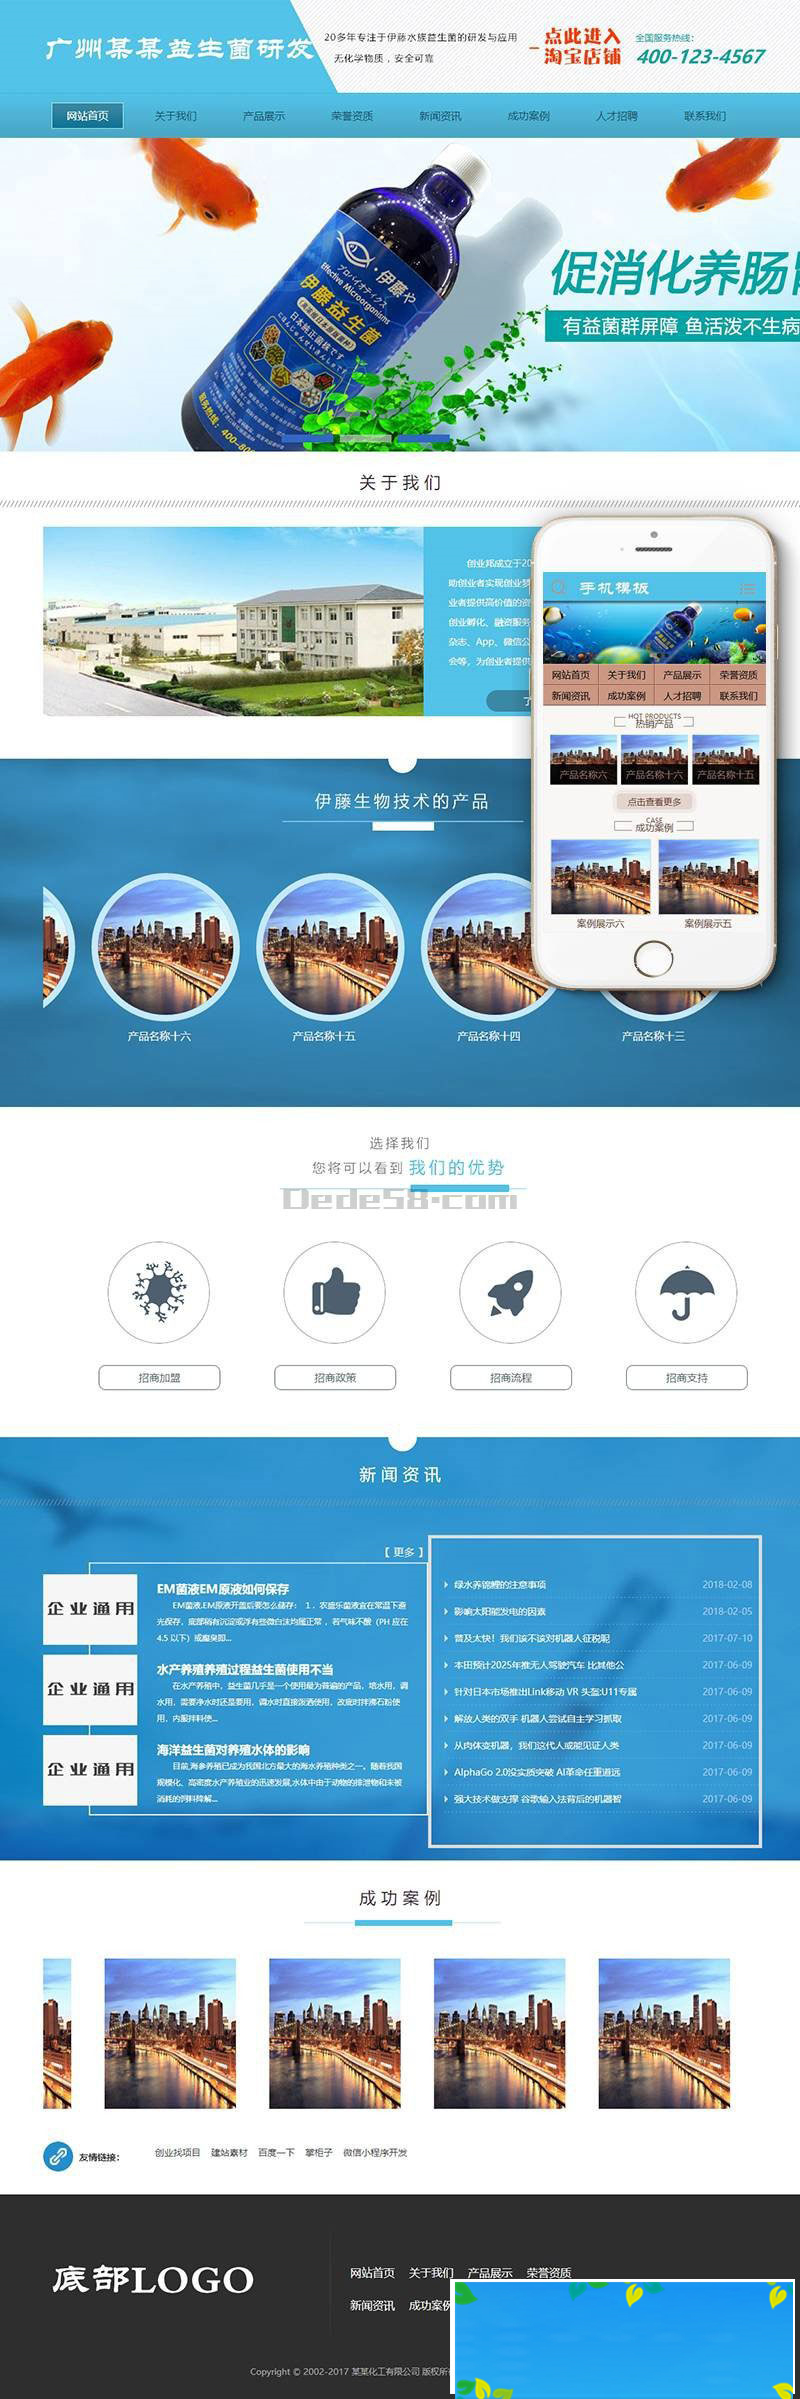 广州某某益生菌研发
20多年专注于伊藤水族益生菌的研发与应用
无化学物质，安全可靠
点此进入
淘宝店铺
全国服务热线：
400-123-4567
网站首页 关于我们 产品展示 荣誉资质 新闻资讯 成功案例 人才招聘 联系我们
伊藤や
プロバイオティクス
Effective Microorganisms
伊藤益生菌
日本独正菌株です
促消化养肠
有益菌群屏障 鱼活泼不生病
关于我们
创业邦成立于20
助创业者实现创业梦
业者提供高价值的资
创业孵化、融资服务
杂志、App、微信公
会等，为创业者提供
手机模板
网站首页 关于我们 产品展示 荣誉资质
新闻资讯 成功案例 人才招聘 联系我们
HOT PRODUCTS
热销产品
产品名称六 产品名称十六 产品名称十五
点击查看更多
CASE
成功案例
案例展示六 案例展示五
伊藤生物技术的产品
产品名称十六 产品名称十五 产品名称十四 产品名称十三
选择我们
您将可以看到 我们的优势
Dede58.com
招商加盟 招商政策 招商流程 招商支持
新闻资讯
【 更多 】
企业通用
EM菌液EM原液如何保存
EM菌液,EM原液开盖后要怎么储存： 1 、农盛乐菌液宜在常温下避
光保存，底部稍有沉淀或浮有些微白沫均属正常 ，若气味不酸（PH 应在
4.5 以下）或腐臭即...
企业通用
水产养殖养殖过程益生菌使用不当
在水产养殖中，益生菌几乎是一个使用最为普遍的产品，培水用，调
水用，需要净水时还是要用，调水时直接泼洒使用，改底时拌沸石粉使
用，内服拌料使...
企业通用
海洋益生菌对养殖水体的影响
目前,海参养殖已成为我国北方最大的海水养殖种类之一。随着我国
规模化、高密度水产养殖业的迅速发展,水体中由于动物的排泄物和未被
消耗的饲料降解...
绿水养锦鲤的注意事项 2018-02-08
影响太阳能发电的因素 2018-02-05
普及太快！我们该不该对机器人征税呢 2017-07-10
本田预计2025年推无人驾驶汽车 比其他公 2017-06-09
针对日本市场推出Link移动 VR 头盔:U11专属 2017-06-09
解放人类的双手 机器人尝试自主学习抓取 2017-06-09
从肉体变机器，我们这代人或能见证人类 2017-06-09
AlphaGo 2.0没实质突破 AI革命任重道远 2017-06-09
强大技术做支撑 谷歌输入法背后的机器智 2017-06-09
成功案例
友情链接： 创业找项目 建站素材 百度一下 掌柜子 微信小程序开发
底部LOGO
网站首页 关于我们 产品展示 荣誉资质
新闻资讯 成功案例
Copyright © 2002-2017 某某化工有限公司 版权所有